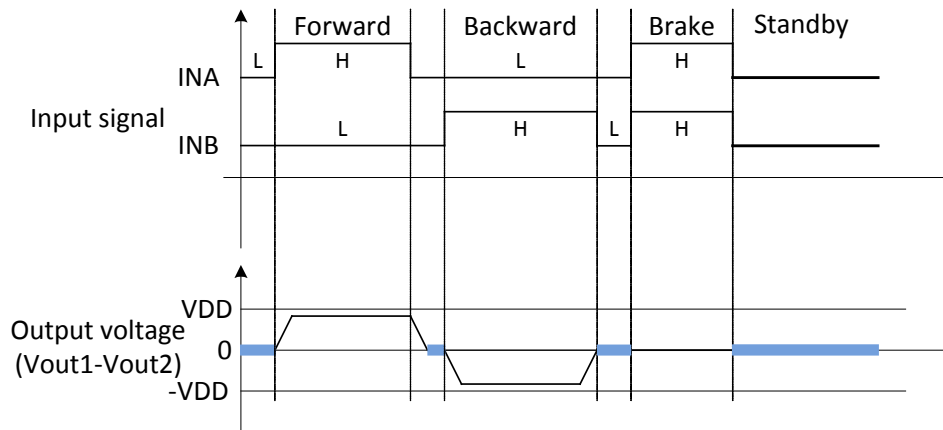 Forward Backward Brake Standby
L H L H
INA
Input signal
L H L H
INB
VDD
Output voltage
0
(Vout1-Vout2)
-VDD